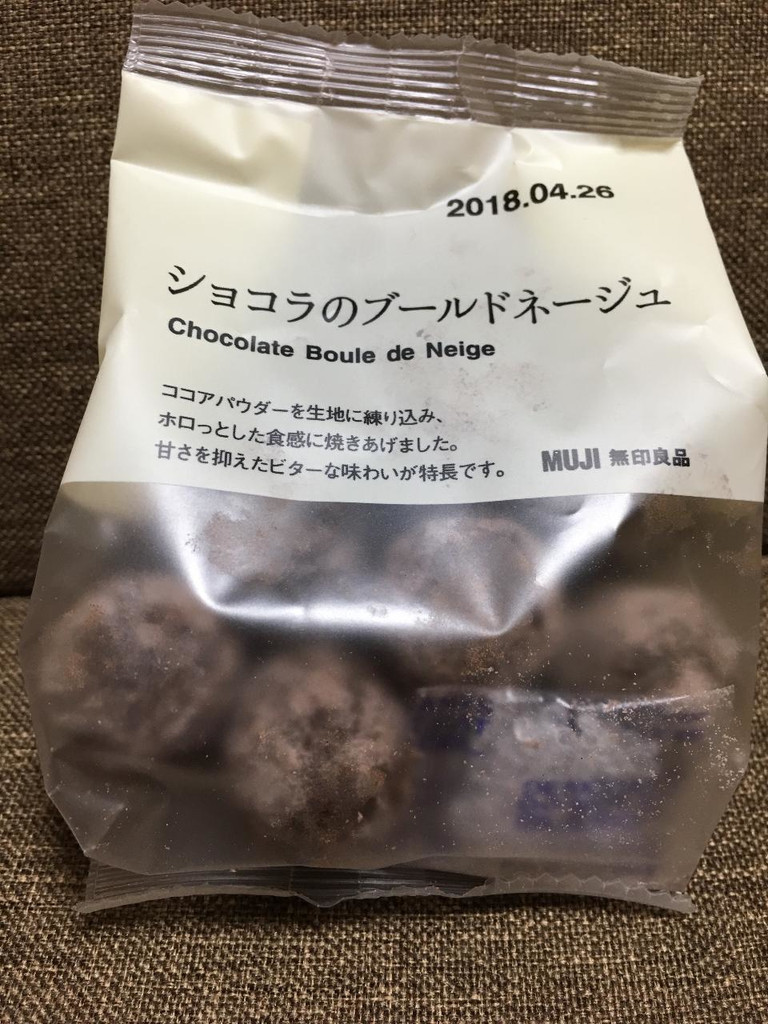 2018.04.26
ショコラのブールドネージュ
Chocolate Boule de Neige
ココアパウダーを生地に練り込み、
ホロっとした食感に焼きあげました。
甘さを抑えたビターな味わいが特長です。
MUJI 無印良品